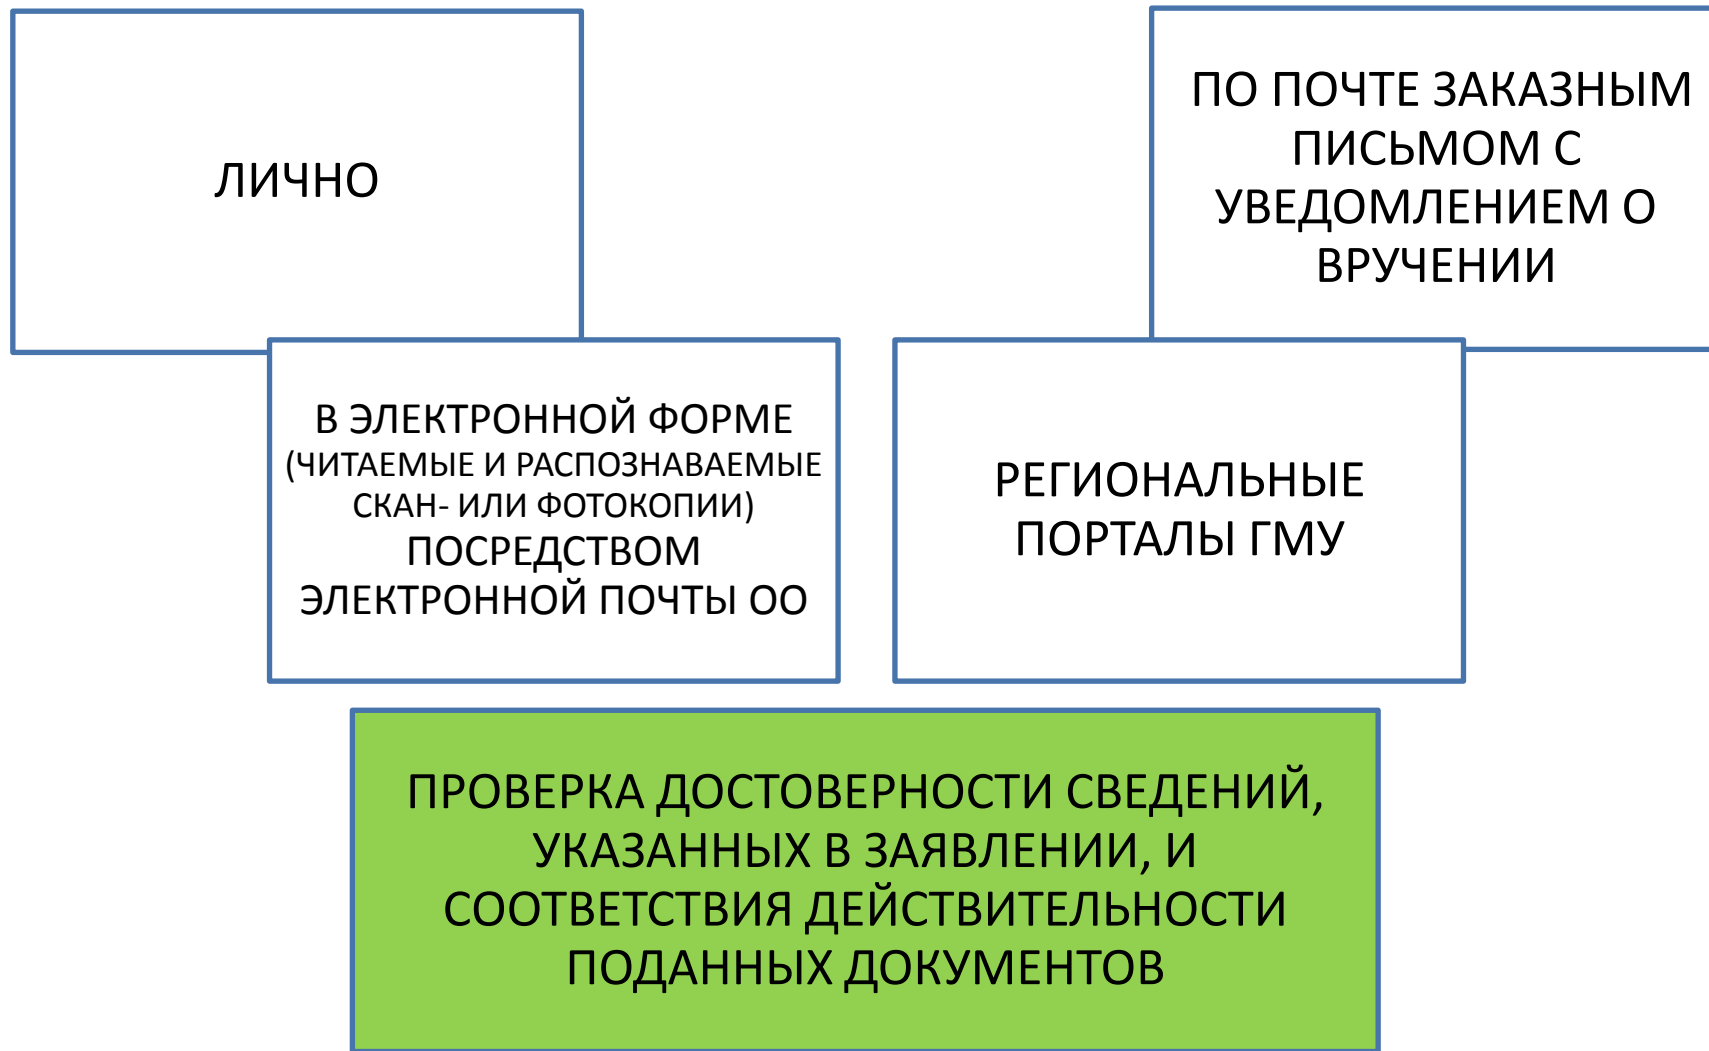 ЛИЧНО
ПО ПОЧТЕ ЗАКАЗНЫМ
ПИСЬМОМ С
УВЕДОМЛЕНИЕМ О
ВРУЧЕНИИ
В ЭЛЕКТРОННОЙ ФОРМЕ
(ЧИТАЕМЫЕ И РАСПОЗНАВАЕМЫЕ
СКАН- ИЛИ ФОТОКОПИИ)
ПОСРЕДСТВОМ
ЭЛЕКТРОННОЙ ПОЧТЫ ОО
РЕГИОНАЛЬНЫЕ
ПОРТАЛЫ ГМУ
ПРОВЕРКА ДОСТОВЕРНОСТИ СВЕДЕНИЙ,
УКАЗАННЫХ В ЗАЯВЛЕНИИ, И
СООТВЕТСТВИЯ ДЕЙСТВИТЕЛЬНОСТИ
ПОДАННЫХ ДОКУМЕНТОВ